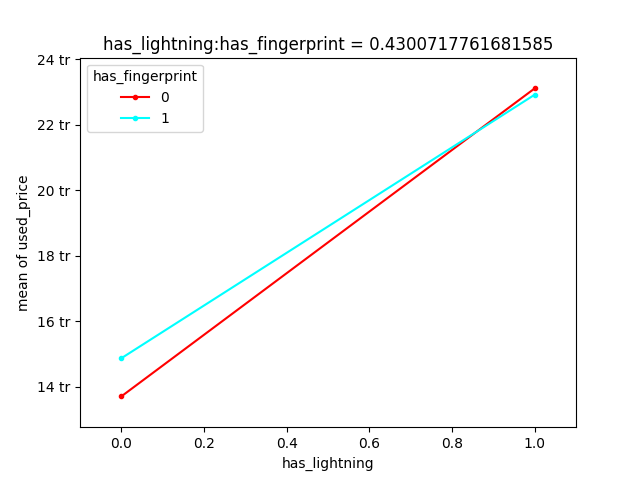 has_lightning:has_fingerprint = 0.4300717761681585
24 tr
22 tr
20 tr
18 tr
16 tr
14 tr
mean of used_price
has_fingerprint
0
1
0.0 0.2 0.4 0.6 0.8 1.0
has_lightning